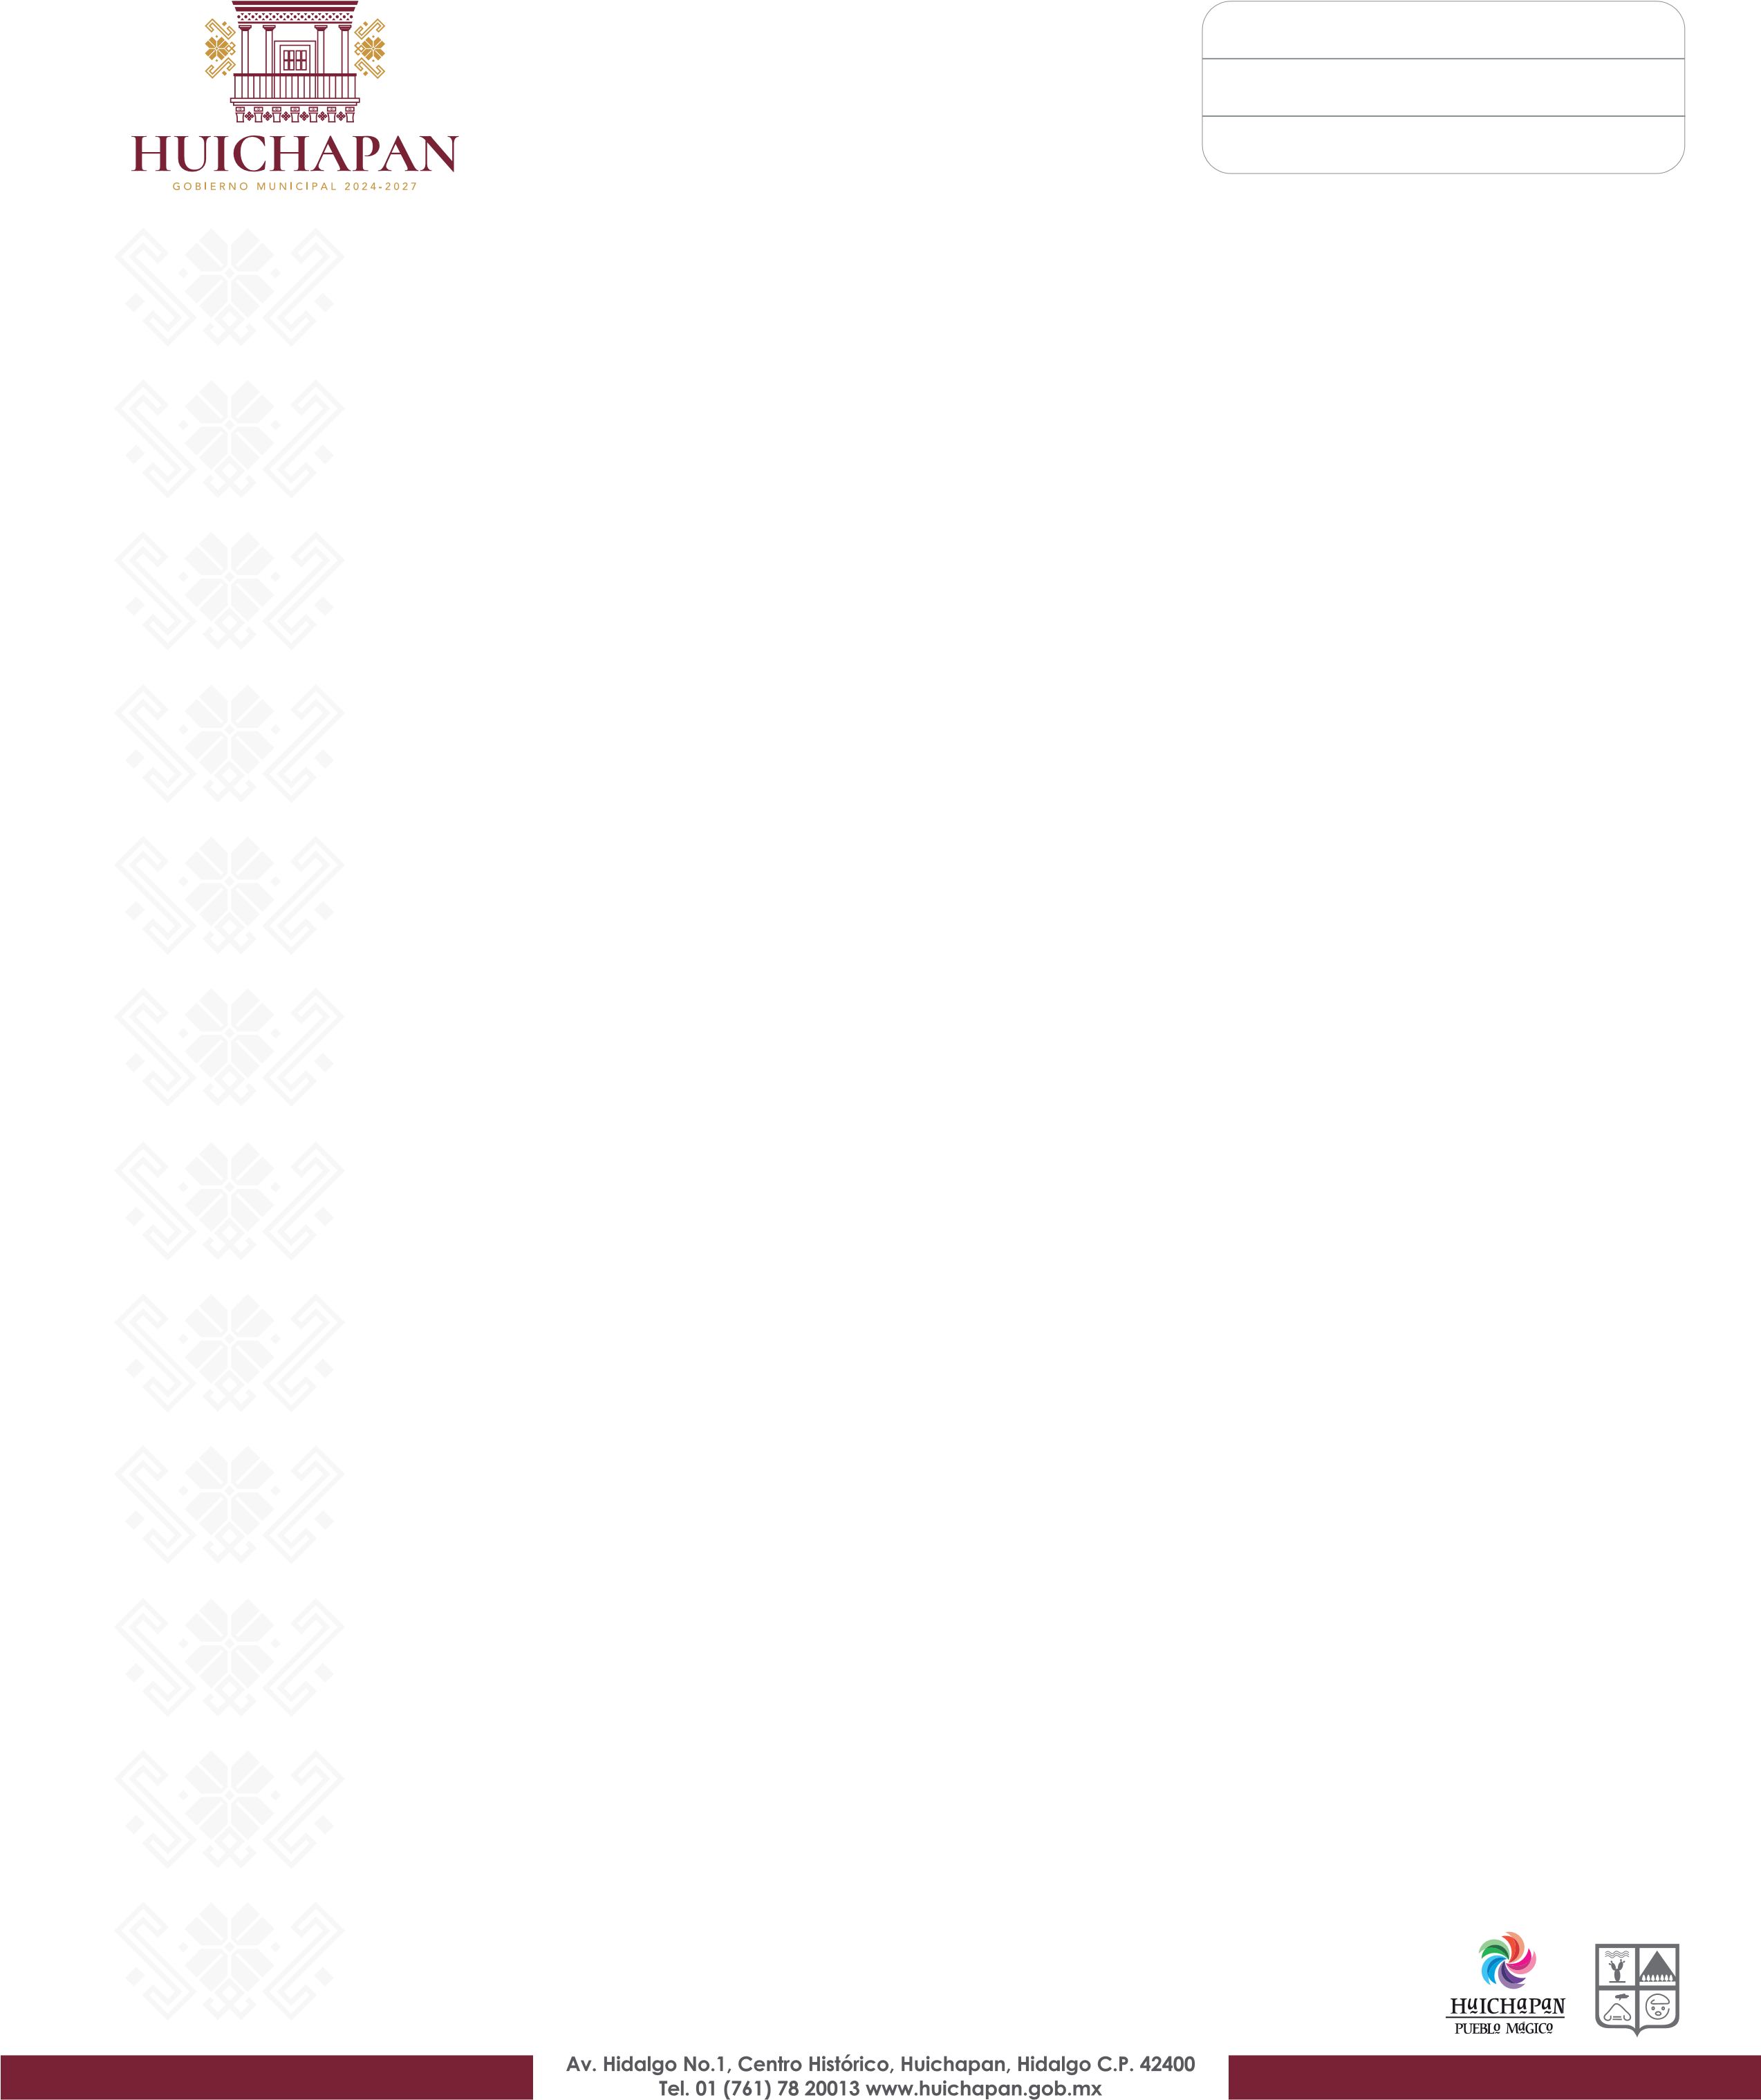 HUICHAPAN
GOBIERNO MUNICIPAL 2024-2027
HUICHAPAN
PUEBLO MÁGICO
Av. Hidalgo No.1, Centro Histórico, Huichapan, Hidalgo C.P. 42400
Tel. 01 (761) 78 20013 www.huichapan.gob.mx